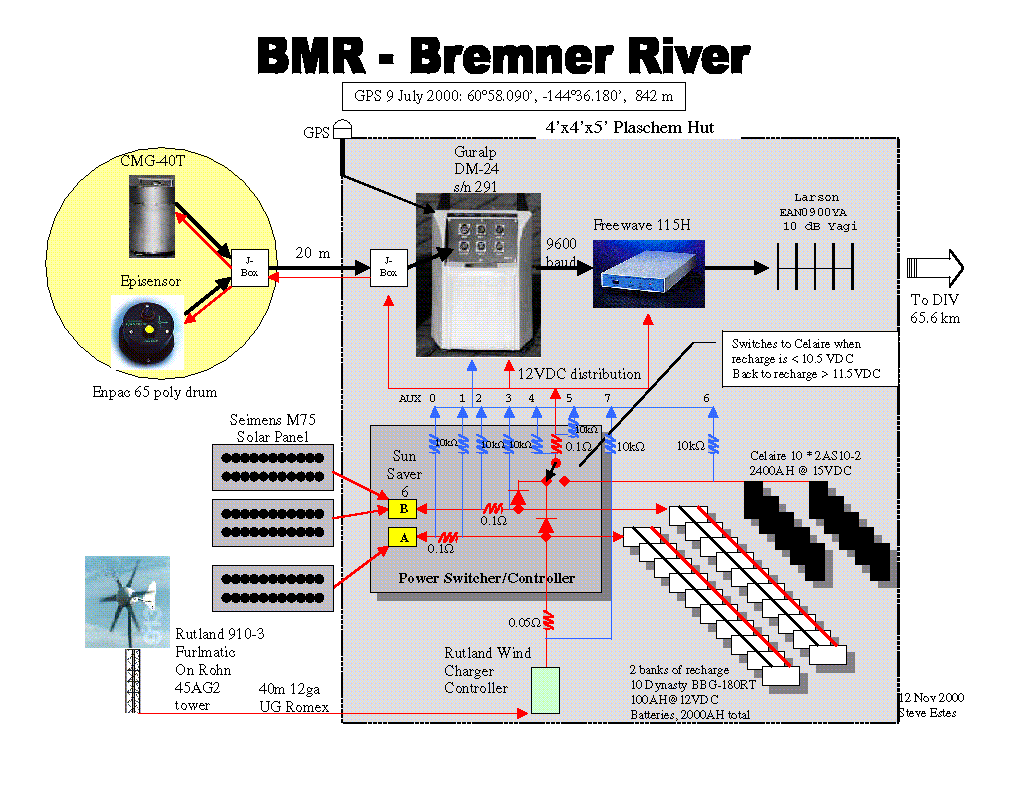 BMR - Bremner River
GPS 9 July 2000: 60º58.090’, -144º36.180’, 842 m
GPS
4’x4’x5’ Plaschem Hut
CMG-40T
Guralp
DM-24
s/n 291
Larson
EAN0900YA
10 dB Yagi
Freewave 115H
9600
baud
J-
Box
20 m
J-
Box
Episensor
To DIV
65.6 km
Enpac 65 poly drum
Switches to Celaire when
recharge is < 10.5 VDC
Back to recharge > 11.5VDC
12VDC distribution
AUX 0 1 2 3 4 5 7 6
Seimens M75
Solar Panel
10kΩ 10kΩ 10kΩ 0.1Ω 10kΩ 10kΩ 10kΩ
Sun
Saver
6
B
A
0.1Ω
0.1Ω
Celaire 10 * 2AS10-2
2400AH @ 15VDC
Power Switcher/Controller
0.05Ω
Rutland 910-3
Furlmatic
On Rohn
45AG2
tower
40m 12ga
UG Romex
Rutland Wind
Charger
Controller
2 banks of recharge
10 Dynasty BBG-180RT
100AH@12VDC
Batteries, 2000AH total
12 Nov 2000
Steve Estes